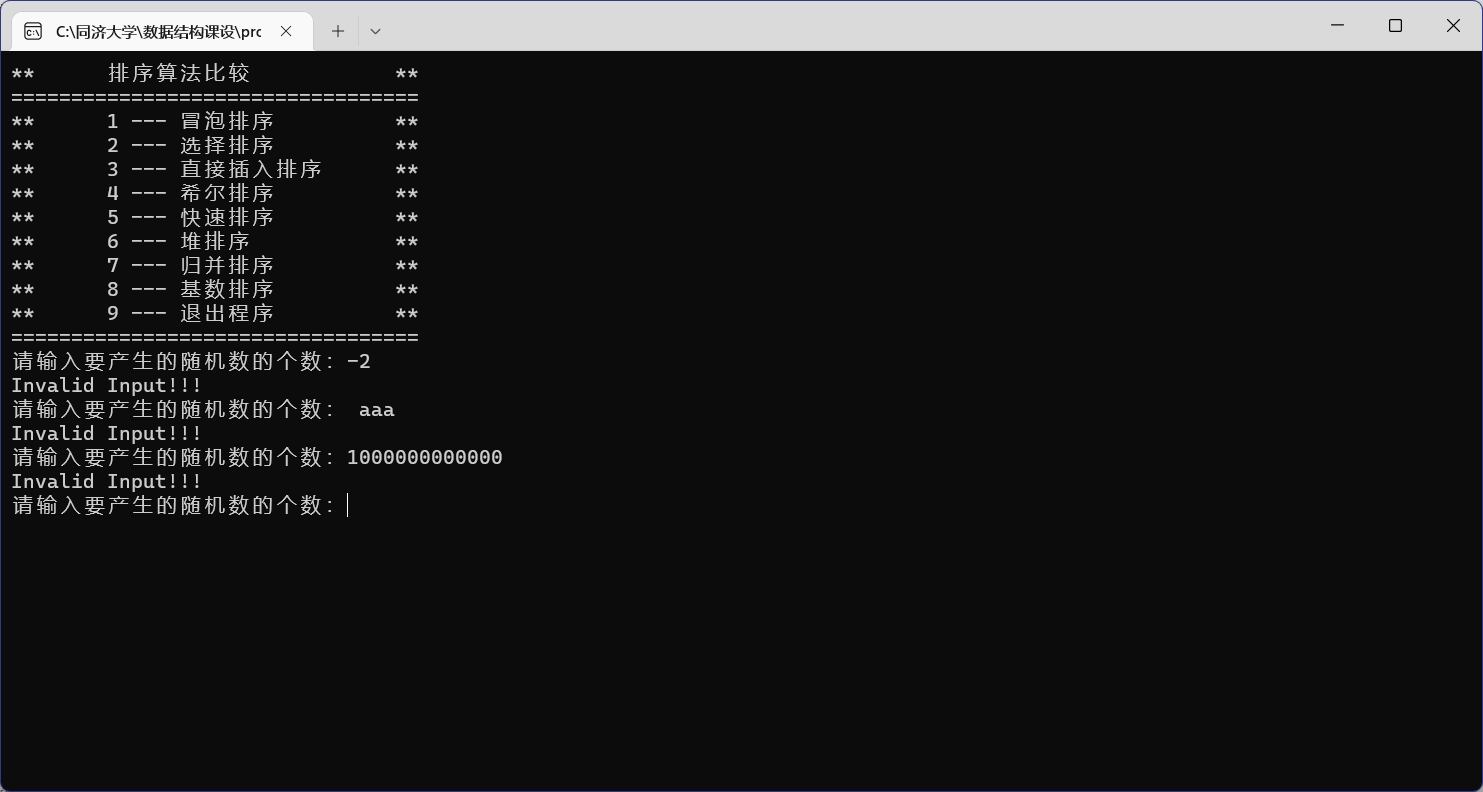 C:\同济大学\数据结构课设\prc
** 排序算法比较 **
==================================
** 1 --- 冒泡排序 **
** 2 --- 选择排序 **
** 3 --- 直接插入排序 **
** 4 --- 希尔排序 **
** 5 --- 快速排序 **
** 6 --- 堆排序 **
** 7 --- 归并排序 **
** 8 --- 基数排序 **
** 9 --- 退出程序 **
==================================
请输入要产生的随机数的个数：-2
Invalid Input!!!
请输入要产生的随机数的个数： aaa
Invalid Input!!!
请输入要产生的随机数的个数：1000000000000
Invalid Input!!!
请输入要产生的随机数的个数：